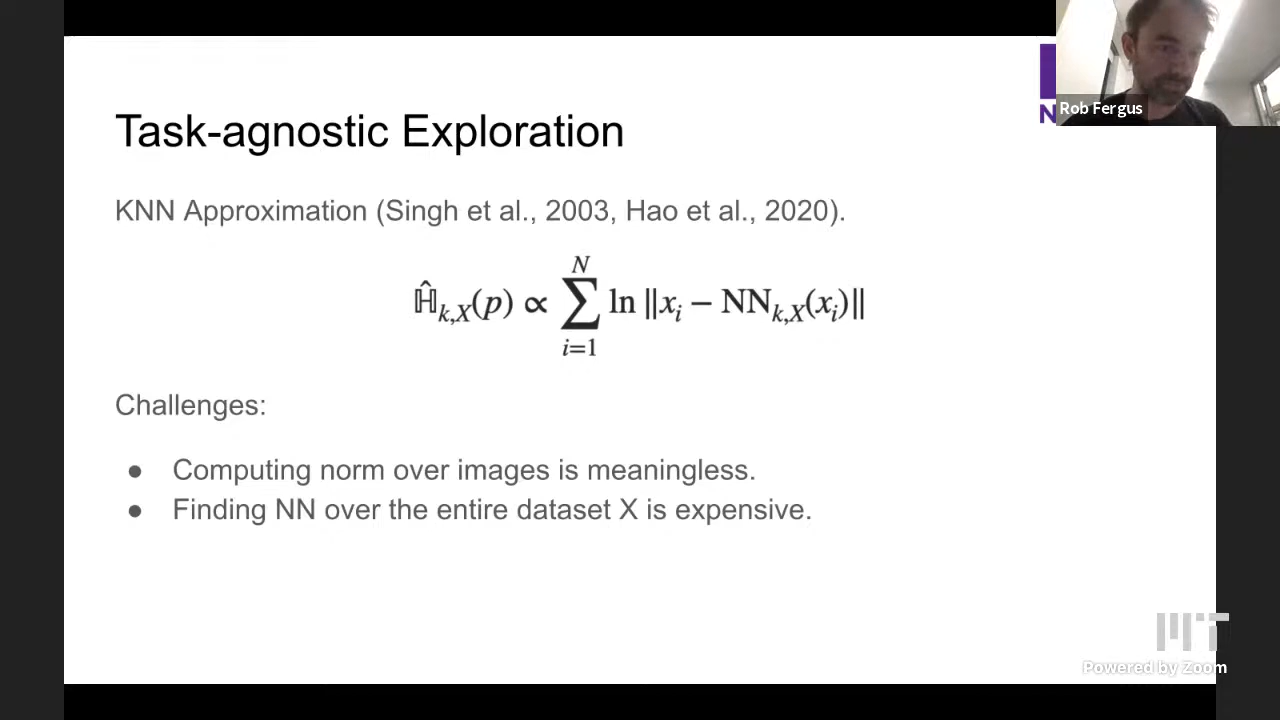 Task-agnostic Exploration
N
Rob Fergus
KNN Approximation (Singh et al., 2003, Hao et al., 2020).
Ĥ_{k,X}(p) ∝ ∑_{i=1}^{N} ln ‖x_i − NN_{k,X}(x_i)‖
Challenges:
● Computing norm over images is meaningless.
● Finding NN over the entire dataset X is expensive.
MIT
Powered by Zoom